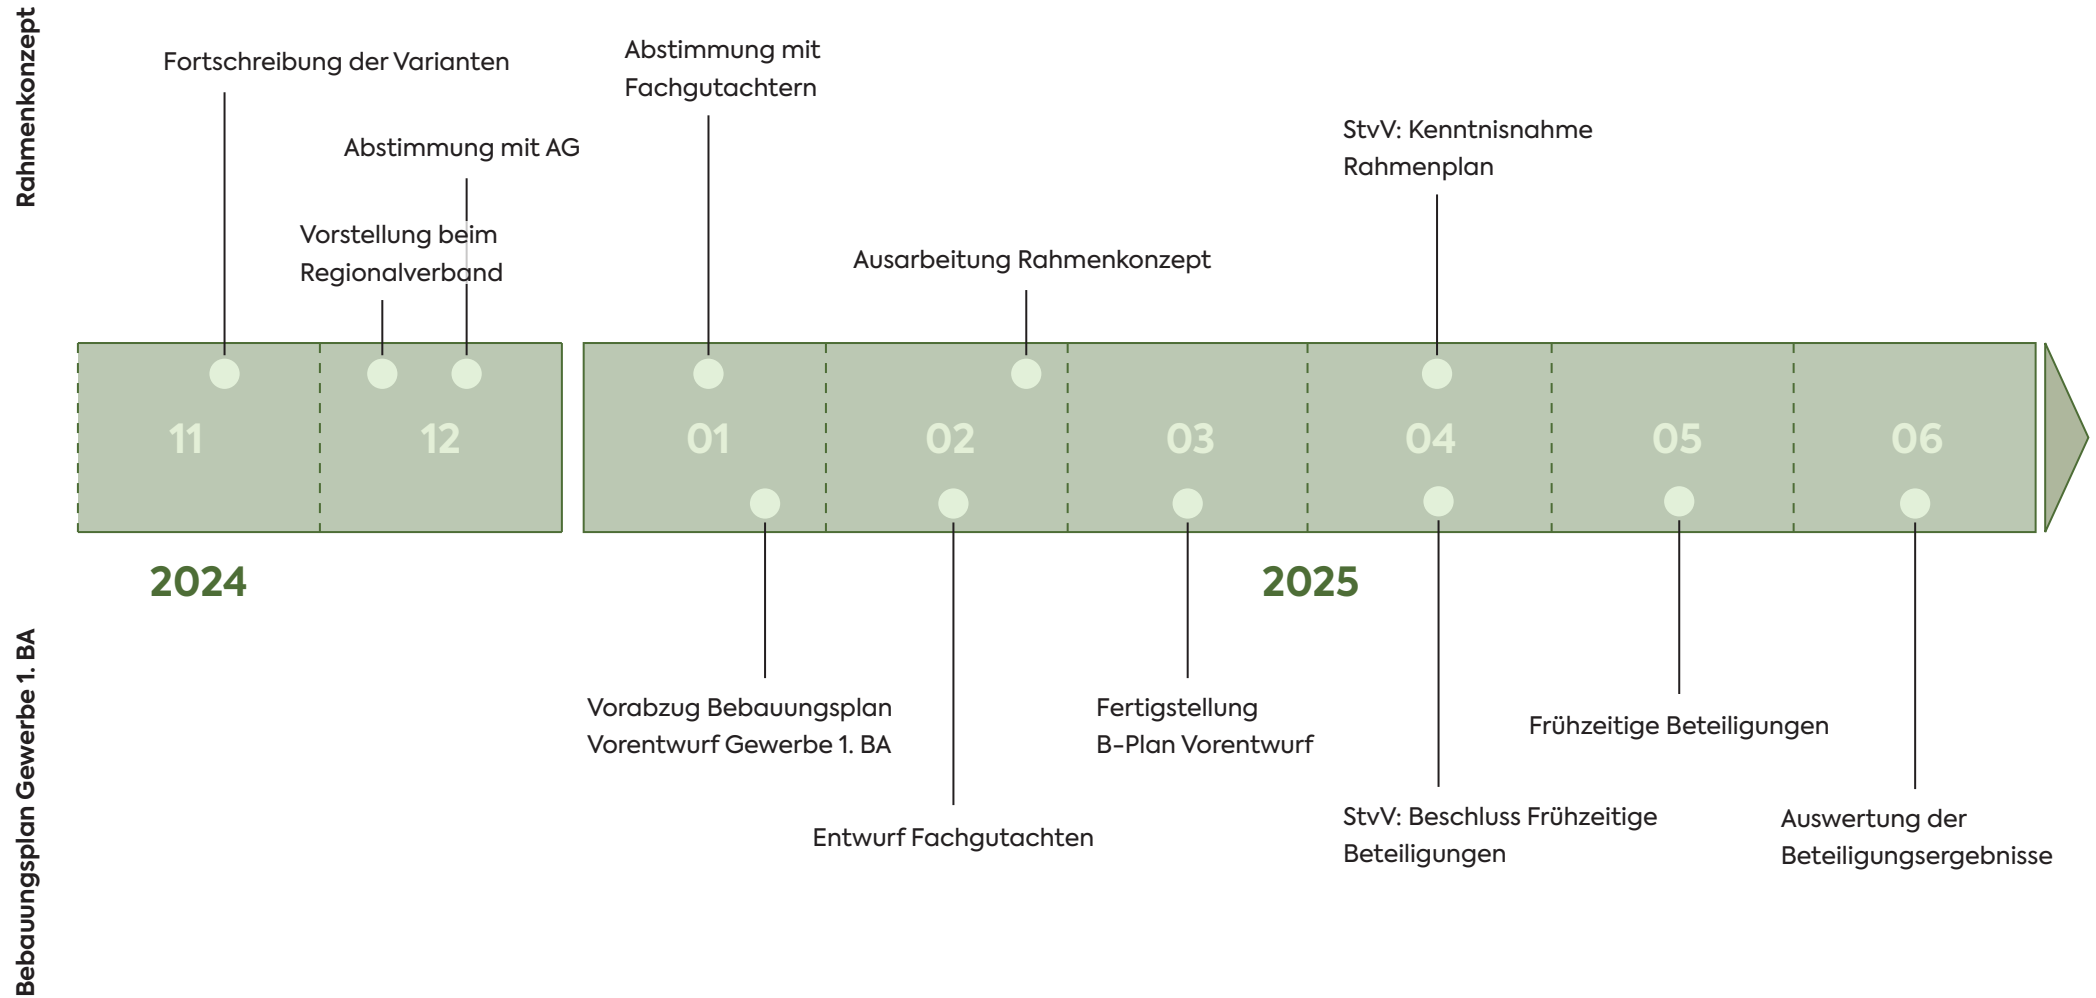 Rahmenkonzept
Fortschreibung der Varianten
Abstimmung mit AG
Vorstellung beim
Regionalverband
Abstimmung mit
Fachgutachtern
Ausarbeitung Rahmenkonzept
StvV: Kenntnisnahme
Rahmenplan
11
12
01
02
03
04
05
06
2024
2025
Bebauungsplan Gewerbe 1. BA
Vorabzug Bebauungsplan
Vorentwurf Gewerbe 1. BA
Entwurf Fachgutachten
Fertigstellung
B-Plan Vorentwurf
StvV: Beschluss Frühzeitige
Beteiligungen
Frühzeitige Beteiligungen
Auswertung der
Beteiligungsergebnisse